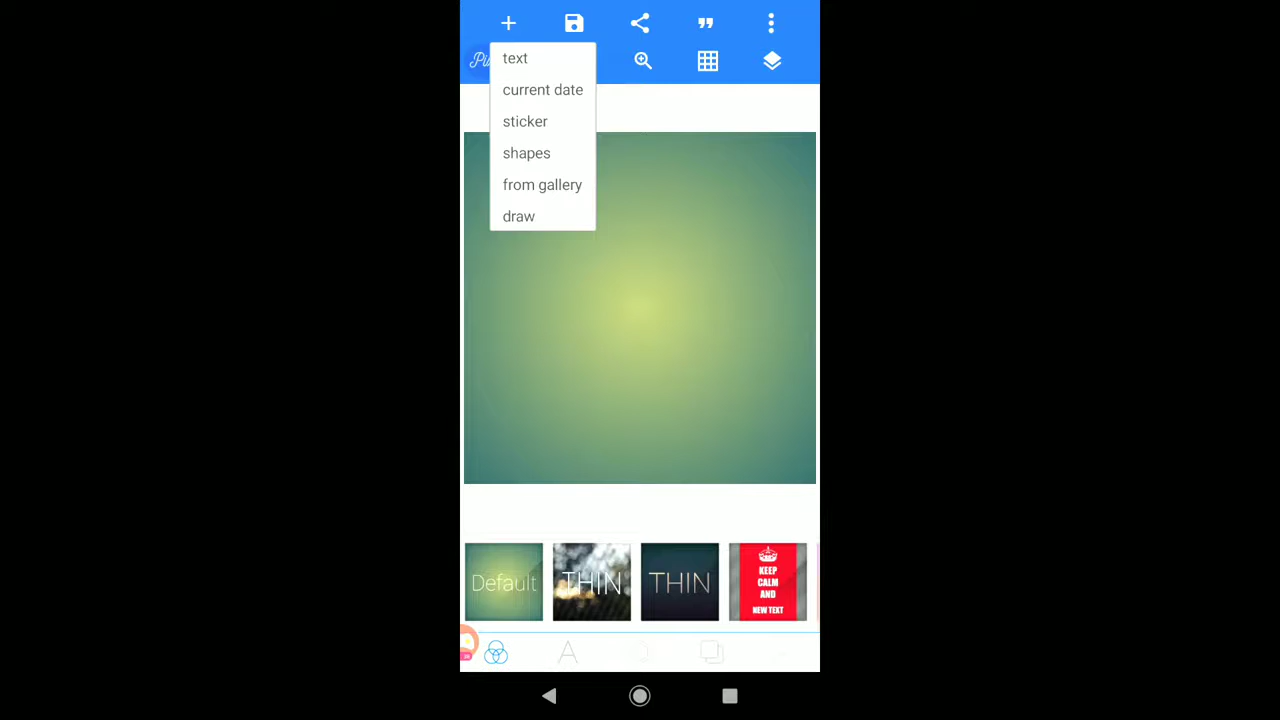 text
current date
sticker
shapes
from gallery
draw
Default
THIN
THIN
KEEP
CALM
AND
NEW TEXT